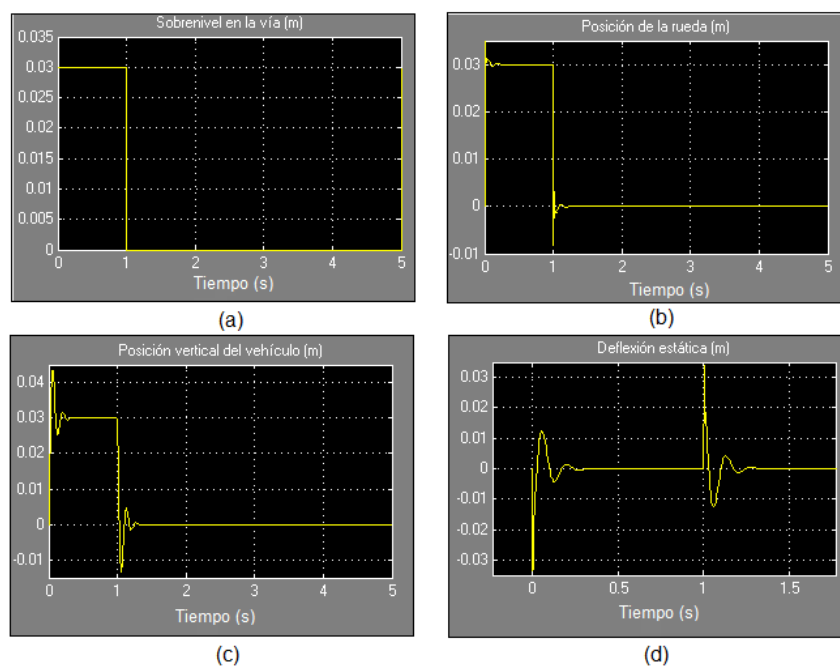 Sobrenivel en la vía (m)
0.035
0.03
0.025
0.02
0.015
0.01
0.005
0
0 1 2 3 4 5
Tiempo (s)
(a)
Posición de la rueda (m)
0.03
0.02
0.01
0
-0.01
0 1 2 3 4 5
Tiempo (s)
(b)
Posición vertical del vehículo (m)
0.04
0.03
0.02
0.01
0
-0.01
0 1 2 3 4 5
Tiempo (s)
(c)
Deflexión estática (m)
0.03
0.02
0.01
0
-0.01
-0.02
-0.03
0 0.5 1 1.5
Tiempo (s)
(d)